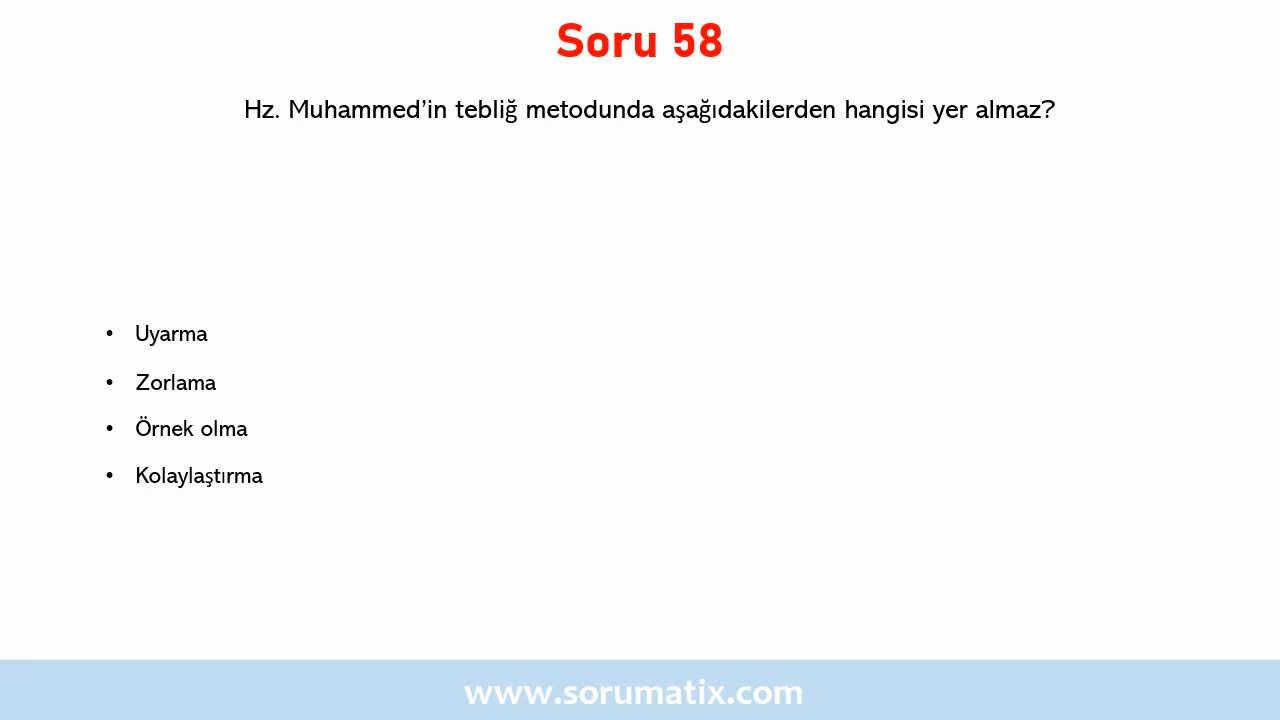 Soru 58
Hz. Muhammed’in tebliğ metodunda aşağıdakilerden hangisi yer almaz?
• Uyarma
• Zorlama
• Örnek olma
• Kolaylaştırma
www.sorumatix.com